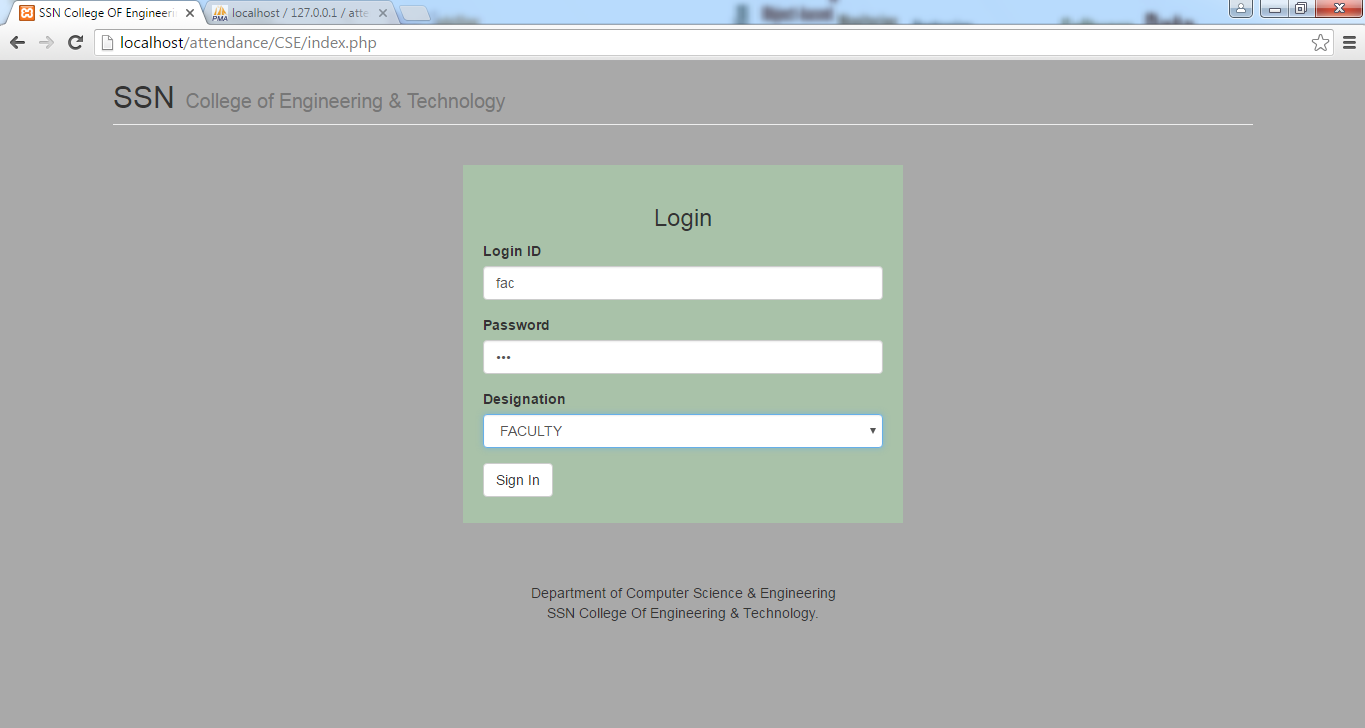 SSN College OF Engineeri
localhost / 127.0.0.1 / atte
localhost/attendance/CSE/index.php
SSN College of Engineering & Technology
Login
Login ID
fac
Password
•••
Designation
FACULTY
Sign In
Department of Computer Science & Engineering
SSN College Of Engineering & Technology.